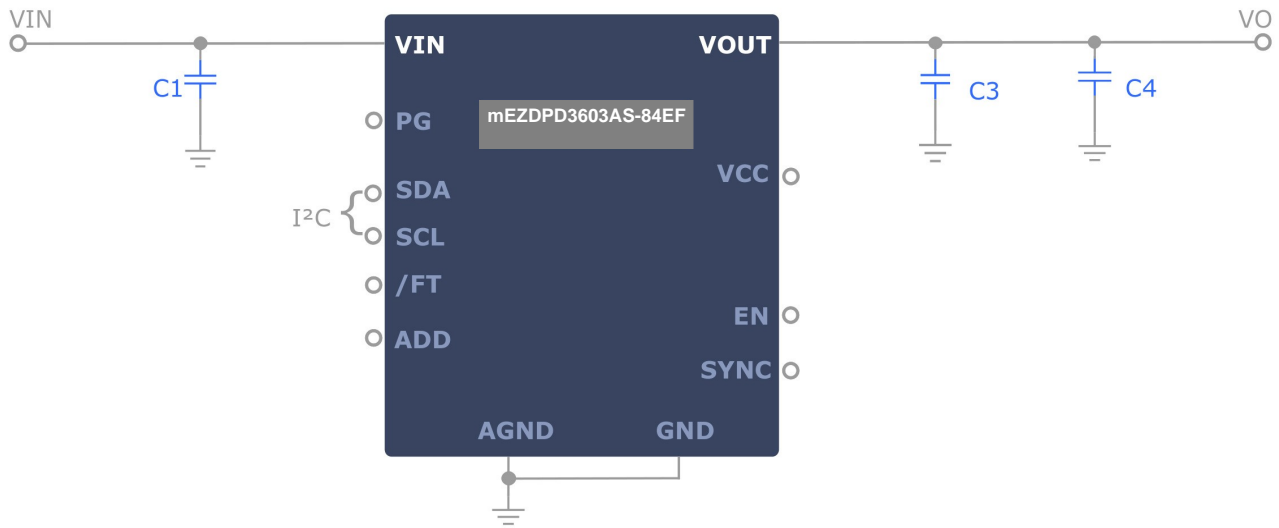 VIN
VO
VIN
VOUT
C1
C3
C4
mEZDPD3603AS-84EF
PG
VCC
SDA
I²C
SCL
/FT
EN
ADD
SYNC
AGND
GND